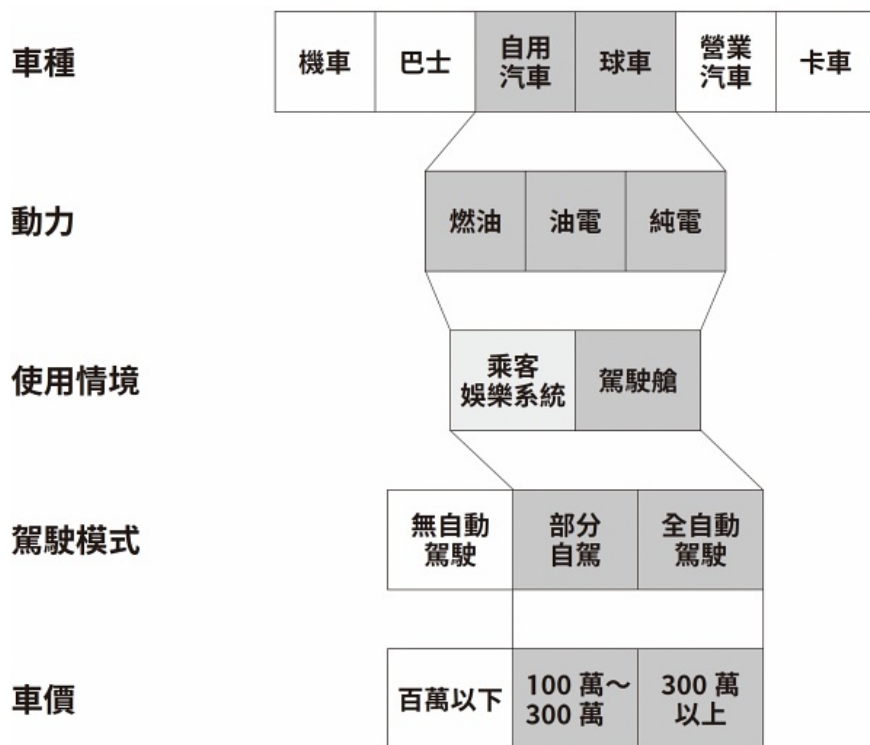 車種
機車
巴士
自用
汽車
球車
營業
汽車
卡車
動力
燃油
油電
純電
使用情境
乘客
娛樂系統
駕駛艙
駕駛模式
無自動
駕駛
部分
自駕
全自動
駕駛
車價
百萬以下
100 萬～
300 萬
300 萬
以上